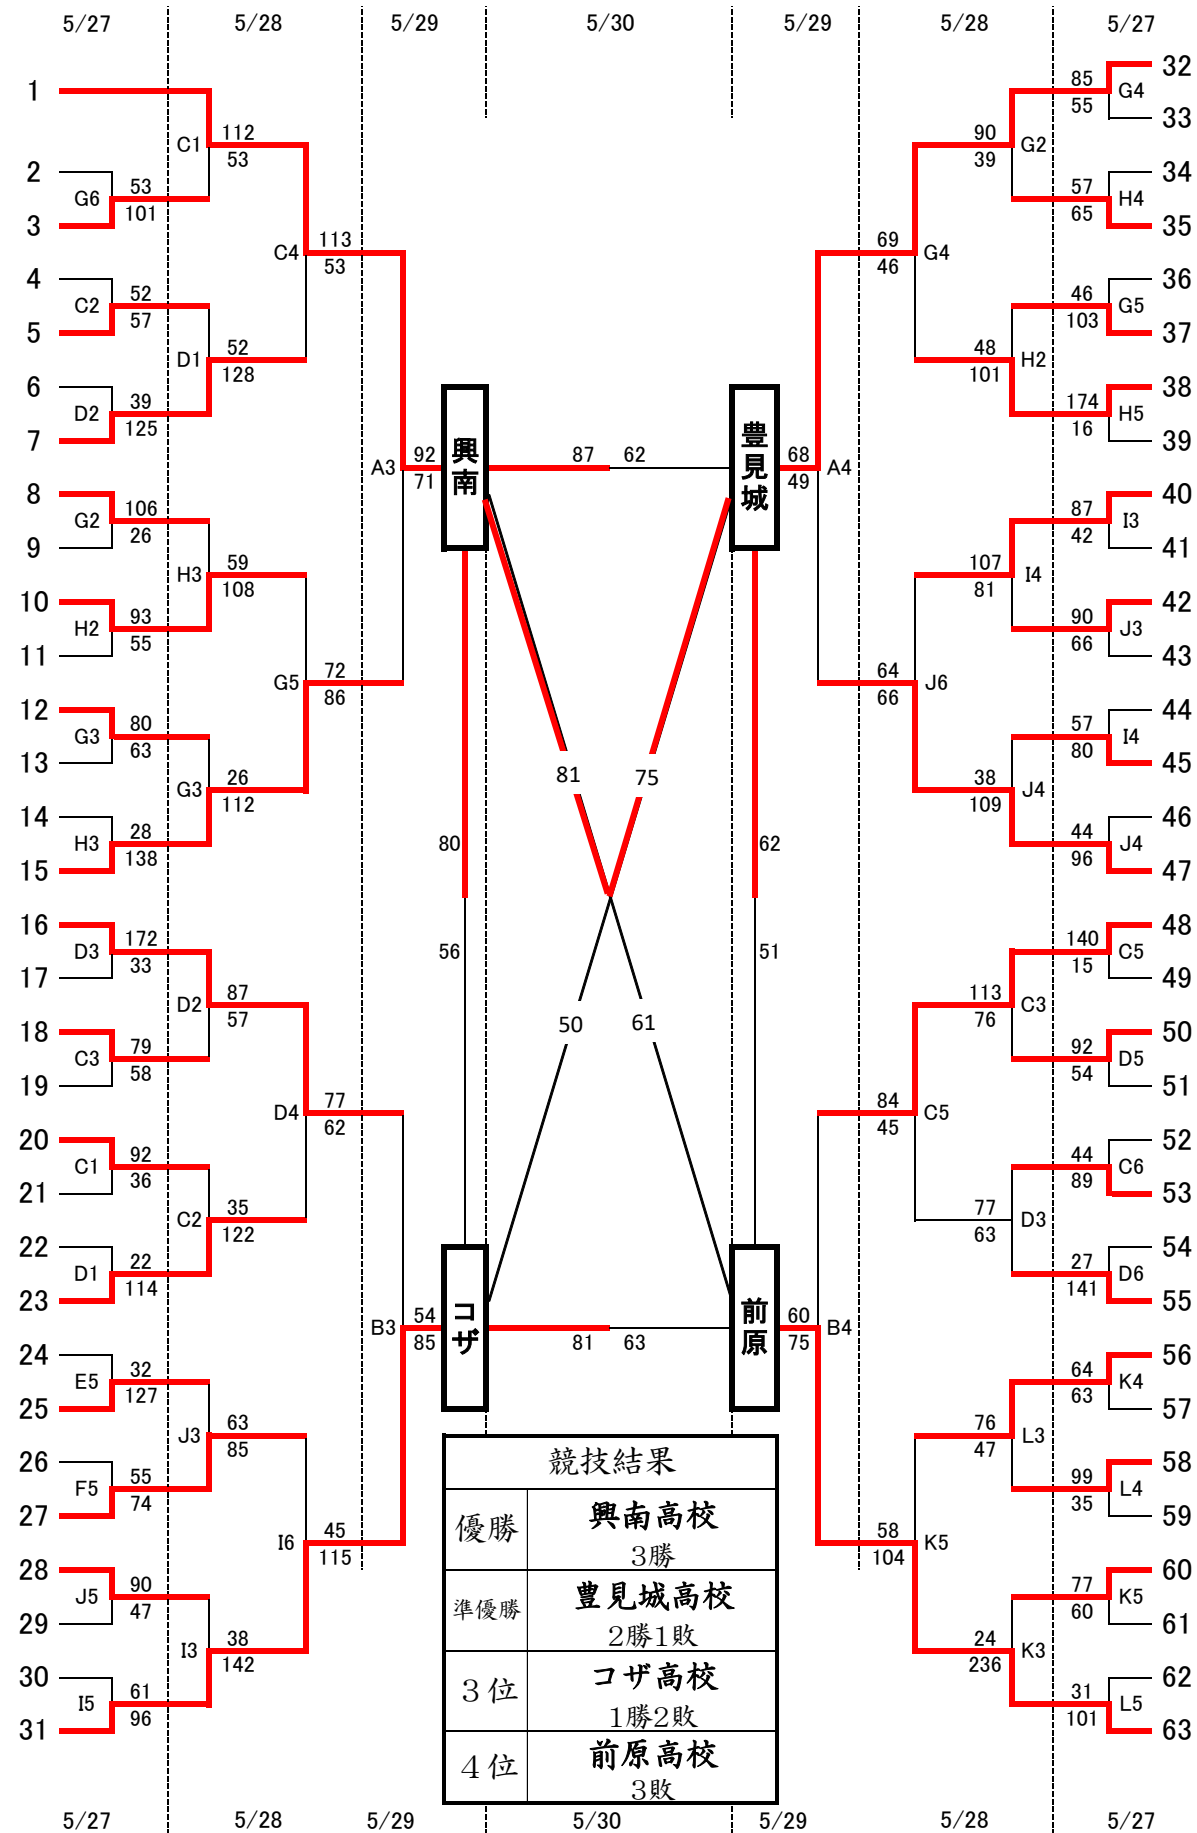 5/27 5/28 5/29 5/30 5/29 5/28 5/27
1
C1 112
53
2
G6 53
3 101
C4 113
53
4
C2 52
5 57
D1 52
128
6
D2 39
7 125
A3 92
71
8
G2 106
9 26
H3 59
108
10
H2 93
11 55
G5 72
86
12
G3 80
13 63
G3 26
112
14
H3 28
15 138
16
D3 172
17 33
D2 87
57
18
C3 79
19 58
D4 77
62
20
C1 92
21 36
C2 35
122
22
D1 22
23 114
B3 54
85
24
E5 32
25 127
J3 63
85
26
F5 55
27 74
I6 45
115
28
J5 90
29 47
I3 38
142
30
I5 61
31 96
興南
豊見城
コザ
前原
87 62
81 75
80 62
56 51
50 61
81 63
32
85 G4
55 33
90 G2
39
34
57 H4
65 35
69 G4
46
36
46 G5
103 37
48 H2
101
38
174 H5
16 39
68 A4
49
40
87 I3
42 41
107 I4
81
42
90 J3
66 43
64 J6
66
44
57 I4
80 45
38 J4
109
46
44 J4
96 47
48
140 C5
15 49
113 C3
76
50
92 D5
54 51
84 C5
45
52
44 C6
89 53
77 D3
63
54
27 D6
141 55
60 B4
75
56
64 K4
63 57
76 L3
47
58
99 L4
35 59
58 K5
104
60
77 K5
60 61
24 K3
236
62
31 L5
101 63
競技結果
優勝 興南高校
3勝
準優勝 豊見城高校
2勝1敗
3位 コザ高校
1勝2敗
4位 前原高校
3敗
5/27 5/28 5/29 5/30 5/29 5/28 5/27